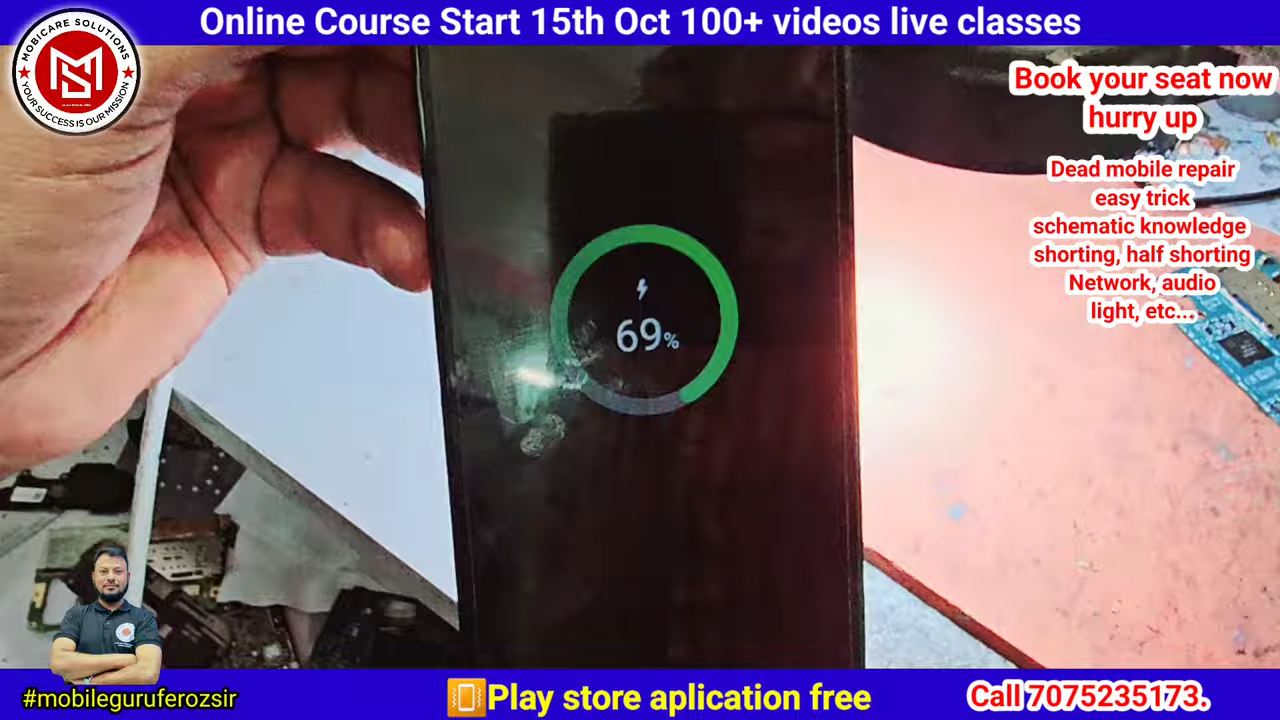 Online Course Start 15th Oct 100+ videos live classes
MOBICARE SOLUTIONS
MS
YOUR SUCCESS IS OUR MISSION
Book your seat now
hurry up
Dead mobile repair
easy trick
schematic knowledge
shorting, half shorting
Network, audio
light, etc...
69%
#mobileguruferozsir
Play store aplication free
Call 7075235173.